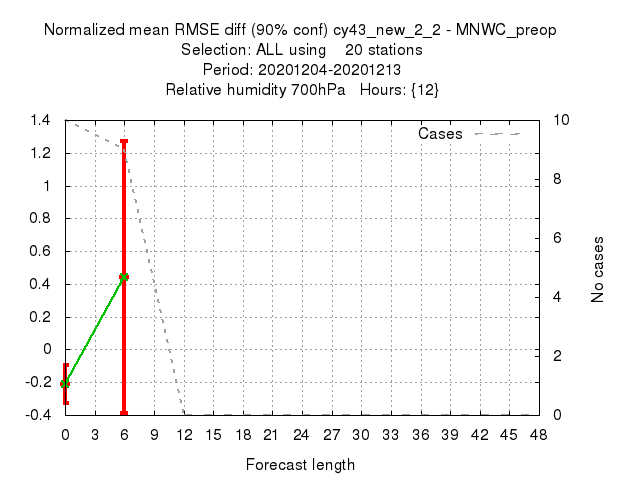 Normalized mean RMSE diff (90% conf) cy43_new_2_2 - MNWC_preop
Selection: ALL using    20 stations
Period: 20201204-20201213
Relative humidity 700hPa   Hours: {12}
Cases
1.4
1.2
1
0.8
0.6
0.4
0.2
0
-0.2
-0.4
10
8
6
4
2
0
No cases
0 3 6 9 12 15 18 21 24 27 30 33 36 39 42 45 48
Forecast length